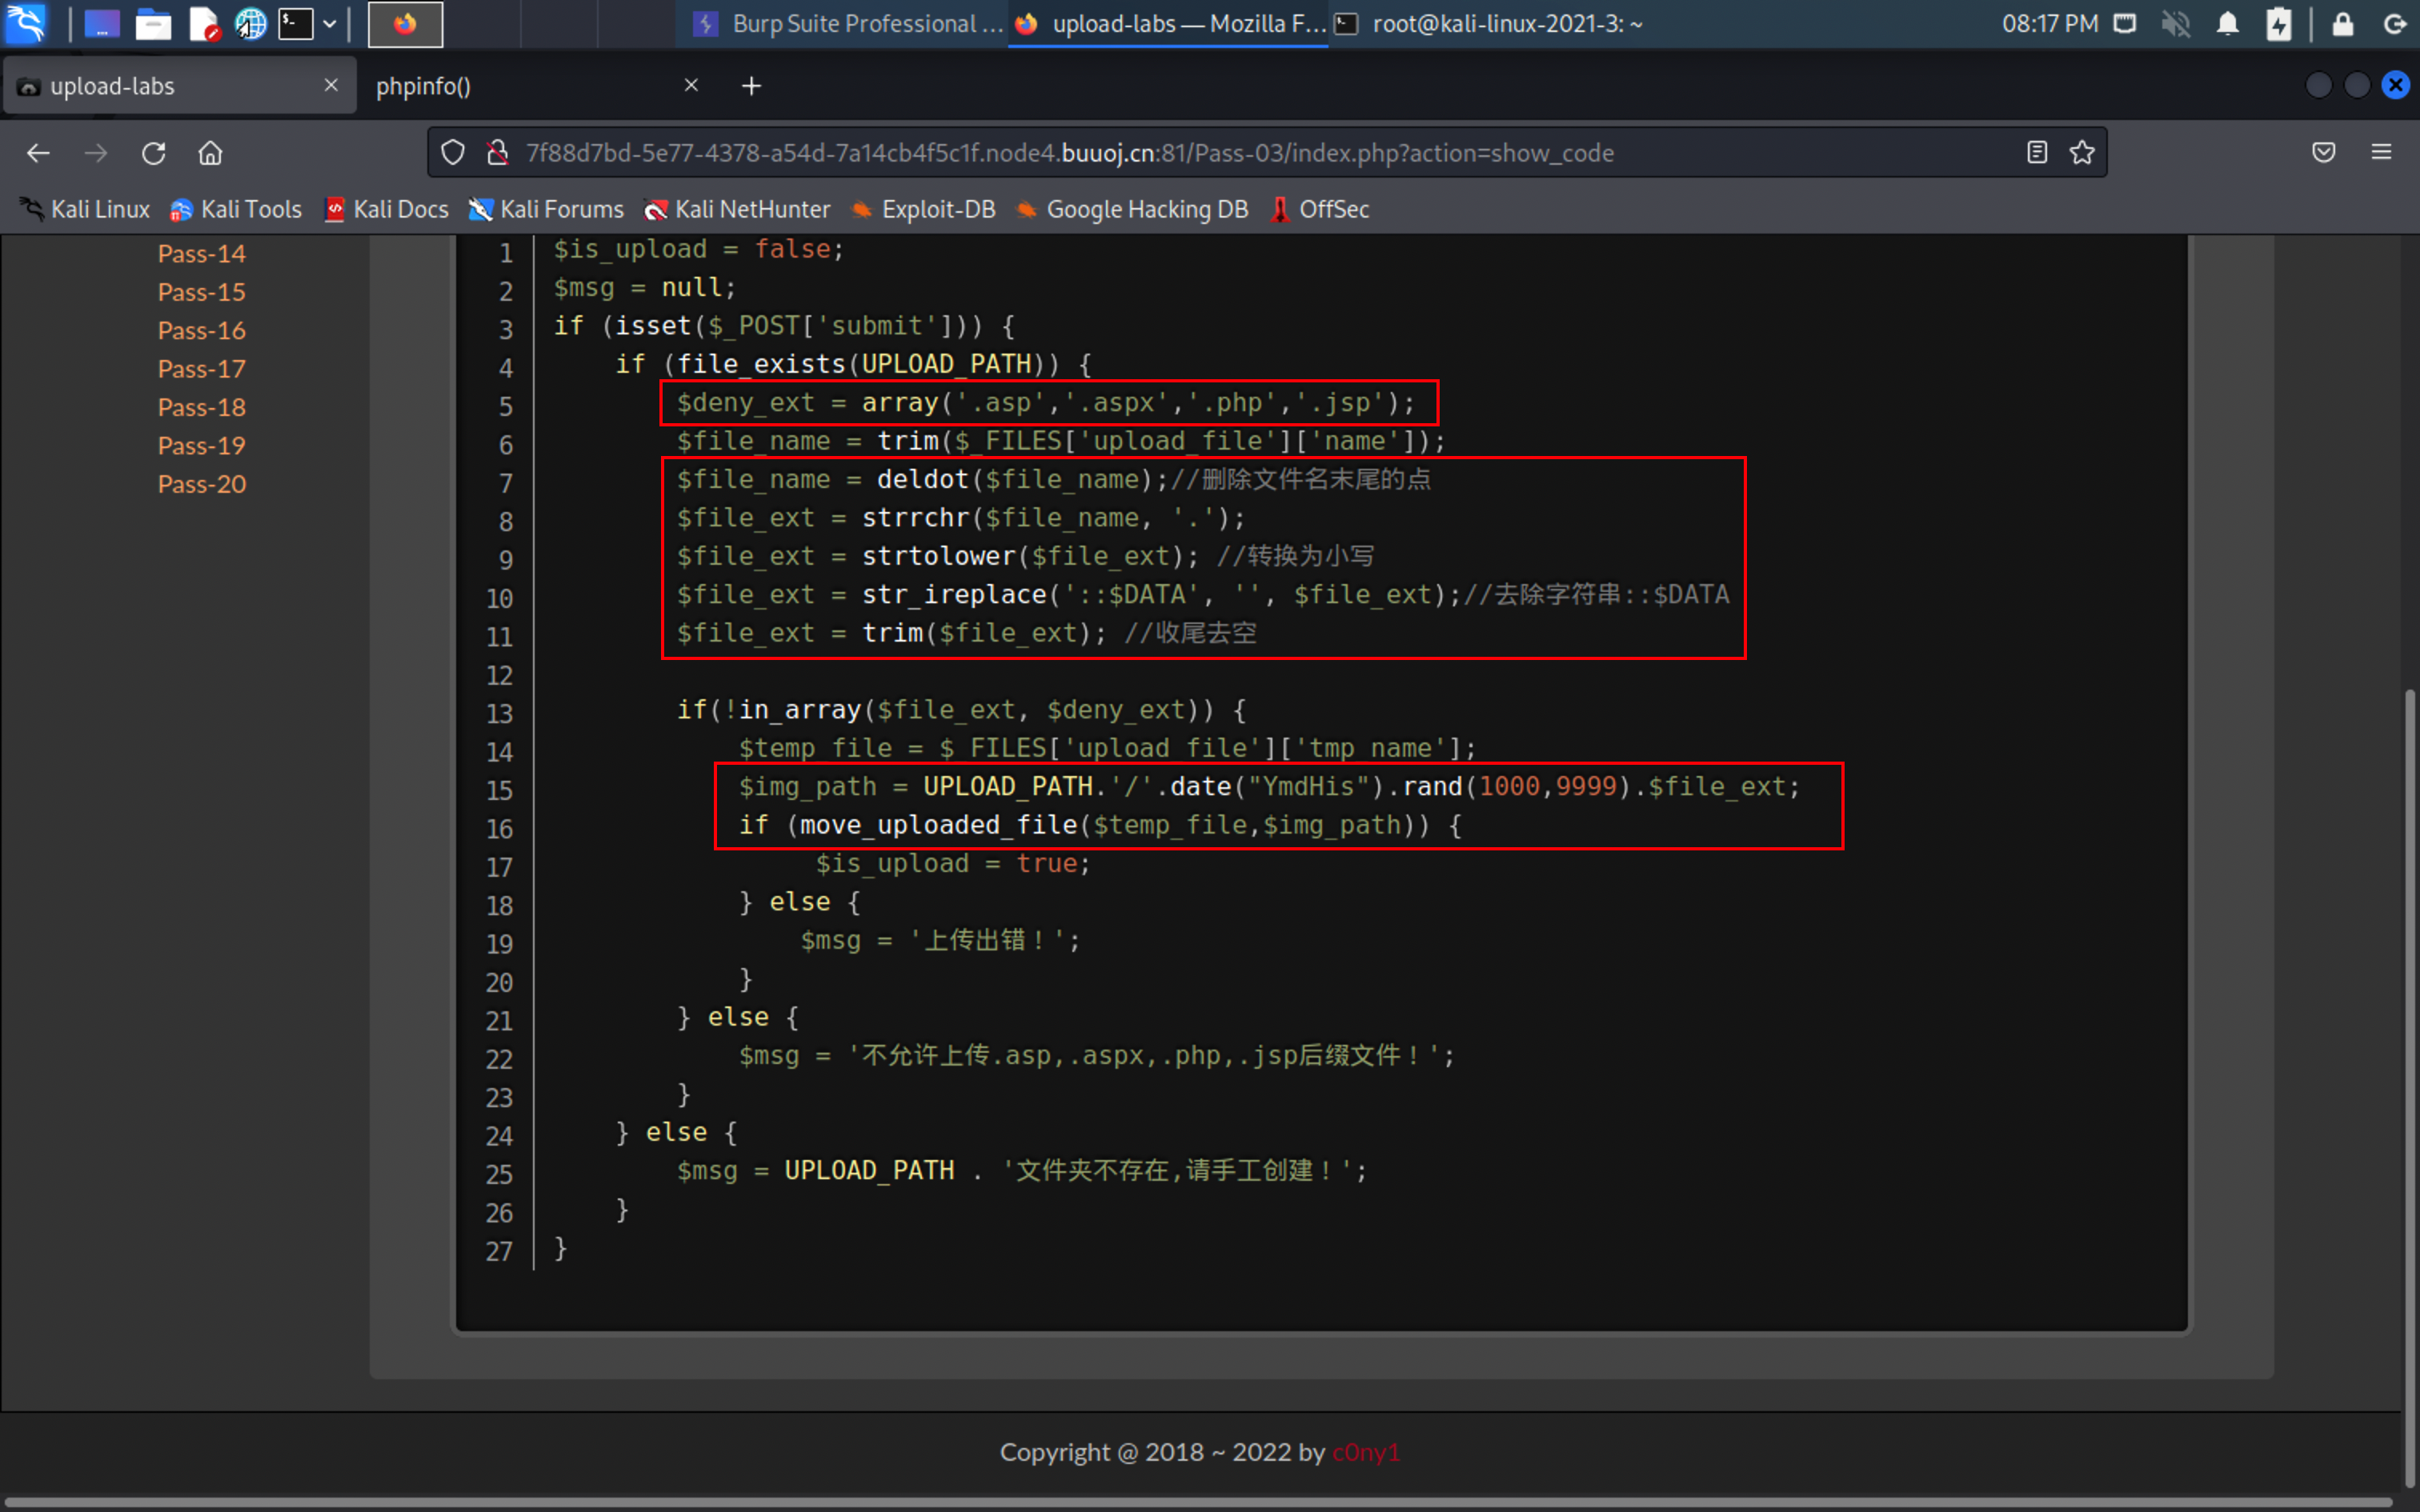 Burp Suite Professional ...
upload-labs — Mozilla F...
root@kali-linux-2021-3: ~
08:17 PM
upload-labs
phpinfo()
7f88d7bd-5e77-4378-a54d-7a14cb4f5c1f.node4.buuoj.cn:81/Pass-03/index.php?action=show_code
Kali Linux
Kali Tools
Kali Docs
Kali Forums
Kali NetHunter
Exploit-DB
Google Hacking DB
OffSec
Pass-14
Pass-15
Pass-16
Pass-17
Pass-18
Pass-19
Pass-20
1 $is_upload = false;
2 $msg = null;
3 if (isset($_POST['submit'])) {
4     if (file_exists(UPLOAD_PATH)) {
5         $deny_ext = array('.asp','.aspx','.php','.jsp');
6         $file_name = trim($_FILES['upload_file']['name']);
7         $file_name = deldot($file_name);//删除文件名末尾的点
8         $file_ext = strrchr($file_name, '.');
9         $file_ext = strtolower($file_ext); //转换为小写
10         $file_ext = str_ireplace('::$DATA', '', $file_ext);//去除字符串::$DATA
11         $file_ext = trim($file_ext); //收尾去空
12
13         if(!in_array($file_ext, $deny_ext)) {
14             $temp_file = $_FILES['upload_file']['tmp_name'];
15             $img_path = UPLOAD_PATH.'/'.date("YmdHis").rand(1000,9999).$file_ext;
16             if (move_uploaded_file($temp_file,$img_path)) {
17                  $is_upload = true;
18             } else {
19                 $msg = '上传出错！';
20             }
21         } else {
22             $msg = '不允许上传.asp,.aspx,.php,.jsp后缀文件！';
23         }
24     } else {
25         $msg = UPLOAD_PATH . '文件夹不存在,请手工创建！';
26     }
27 }
Copyright @ 2018 ~ 2022 by c0ny1